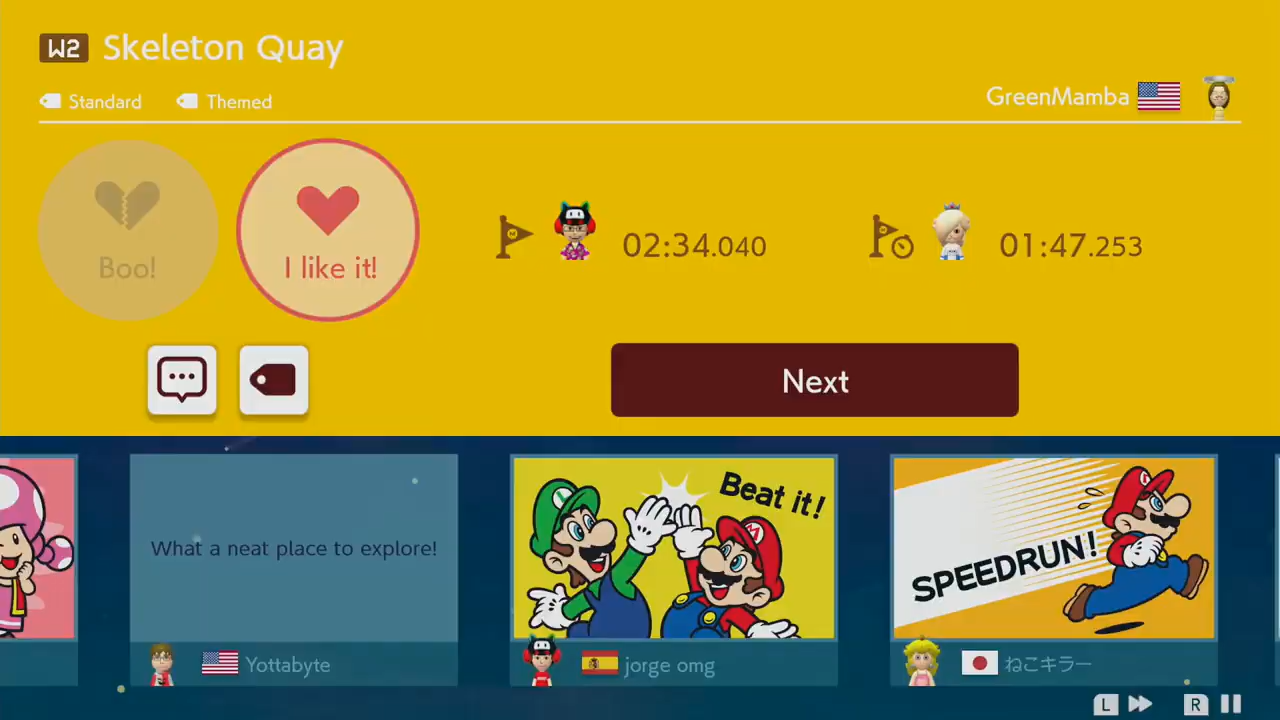 W2 Skeleton Quay
Standard Themed
GreenMamba
Boo!
I like it!
M 02:34.040
M 01:47.253
Next
What a neat place to explore!
Yottabyte
Beat it!
jorge omg
SPEEDRUN!
ねこキラー
L R